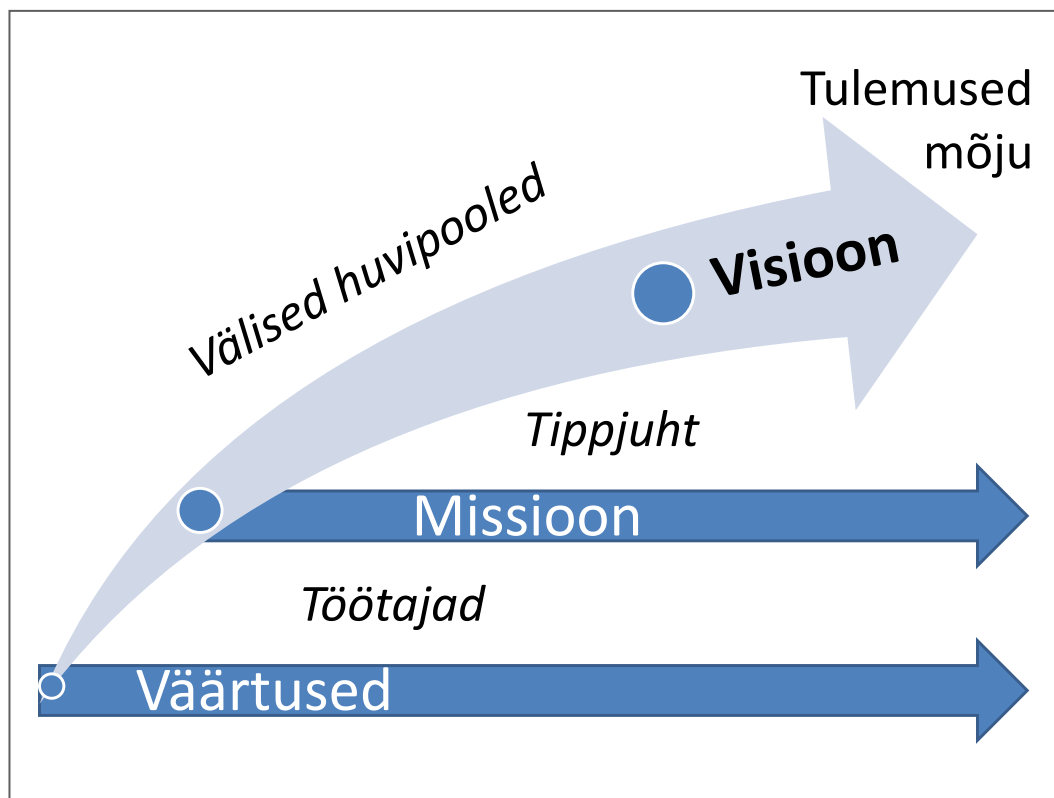 Tulemused
mõju
Välised huvipooled
Visioon
Tippjuht
Missioon
Töötajad
Väärtused